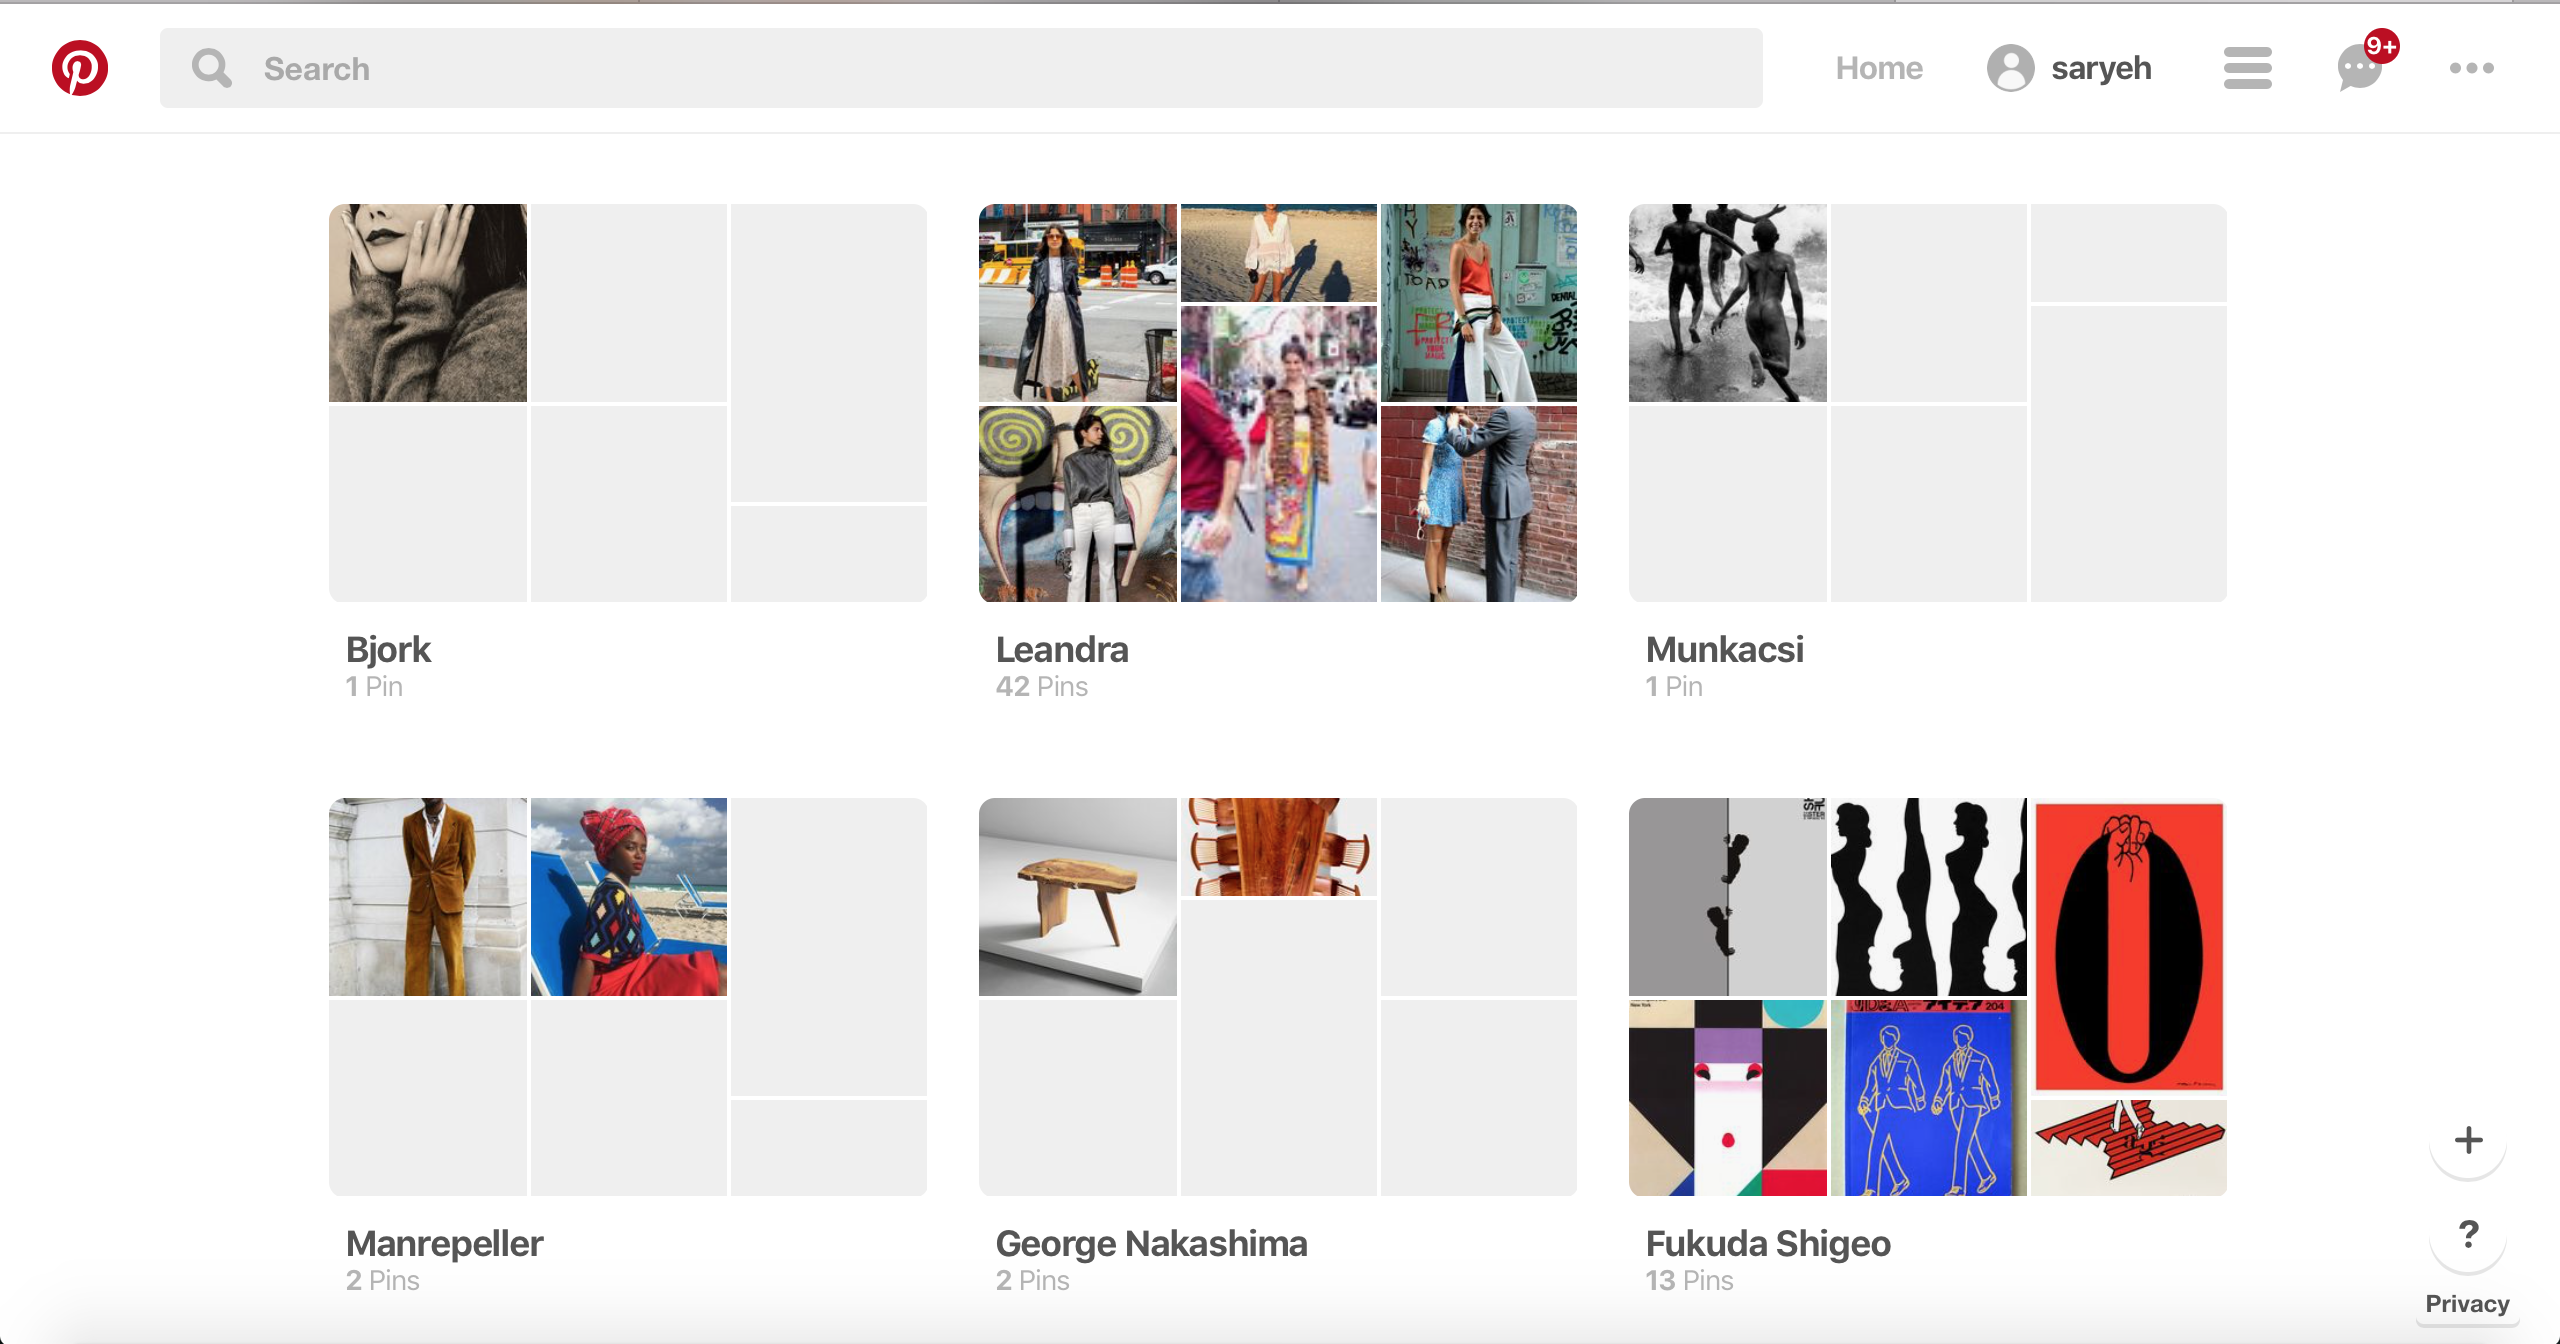 Search
Home
saryeh
9+
Bjork
1 Pin
Leandra
42 Pins
Munkacsi
1 Pin
Manrepeller
2 Pins
George Nakashima
2 Pins
Fukuda Shigeo
13 Pins
204
+
?
Privacy